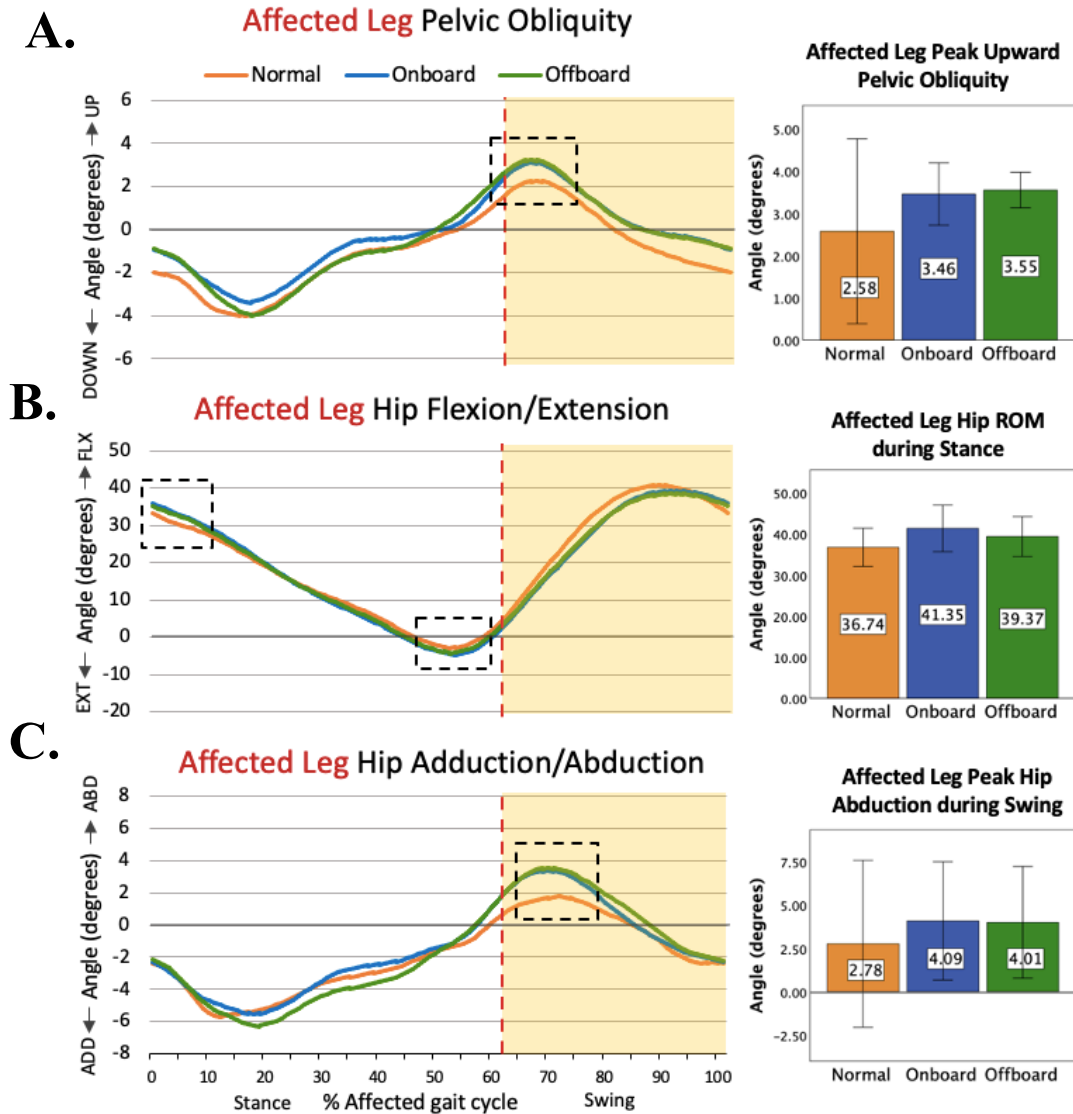 A.
Affected Leg Pelvic Obliquity
Normal Onboard Offboard
DOWN ← Angle (degrees) → UP
6
4
2
0
-2
-4
-6
Affected Leg Peak Upward
Pelvic Obliquity
Angle (degrees)
5.00
4.00
3.00
2.00
1.00
0.00
2.58
3.46
3.55
Normal Onboard Offboard
B.
Affected Leg Hip Flexion/Extension
EXT ← Angle (degrees) → FLX
50
40
30
20
10
0
-10
-20
Affected Leg Hip ROM
during Stance
Angle (degrees)
50.00
40.00
30.00
20.00
10.00
0.00
36.74
41.35
39.37
Normal Onboard Offboard
C.
Affected Leg Hip Adduction/Abduction
ADD ← Angle (degrees) → ABD
8
6
4
2
0
-2
-4
-6
-8
0 10 20 30 40 50 60 70 80 90 100
Stance % Affected gait cycle Swing
Affected Leg Peak Hip
Abduction during Swing
Angle (degrees)
7.50
5.00
2.50
0.00
-2.50
2.78
4.09
4.01
Normal Onboard Offboard